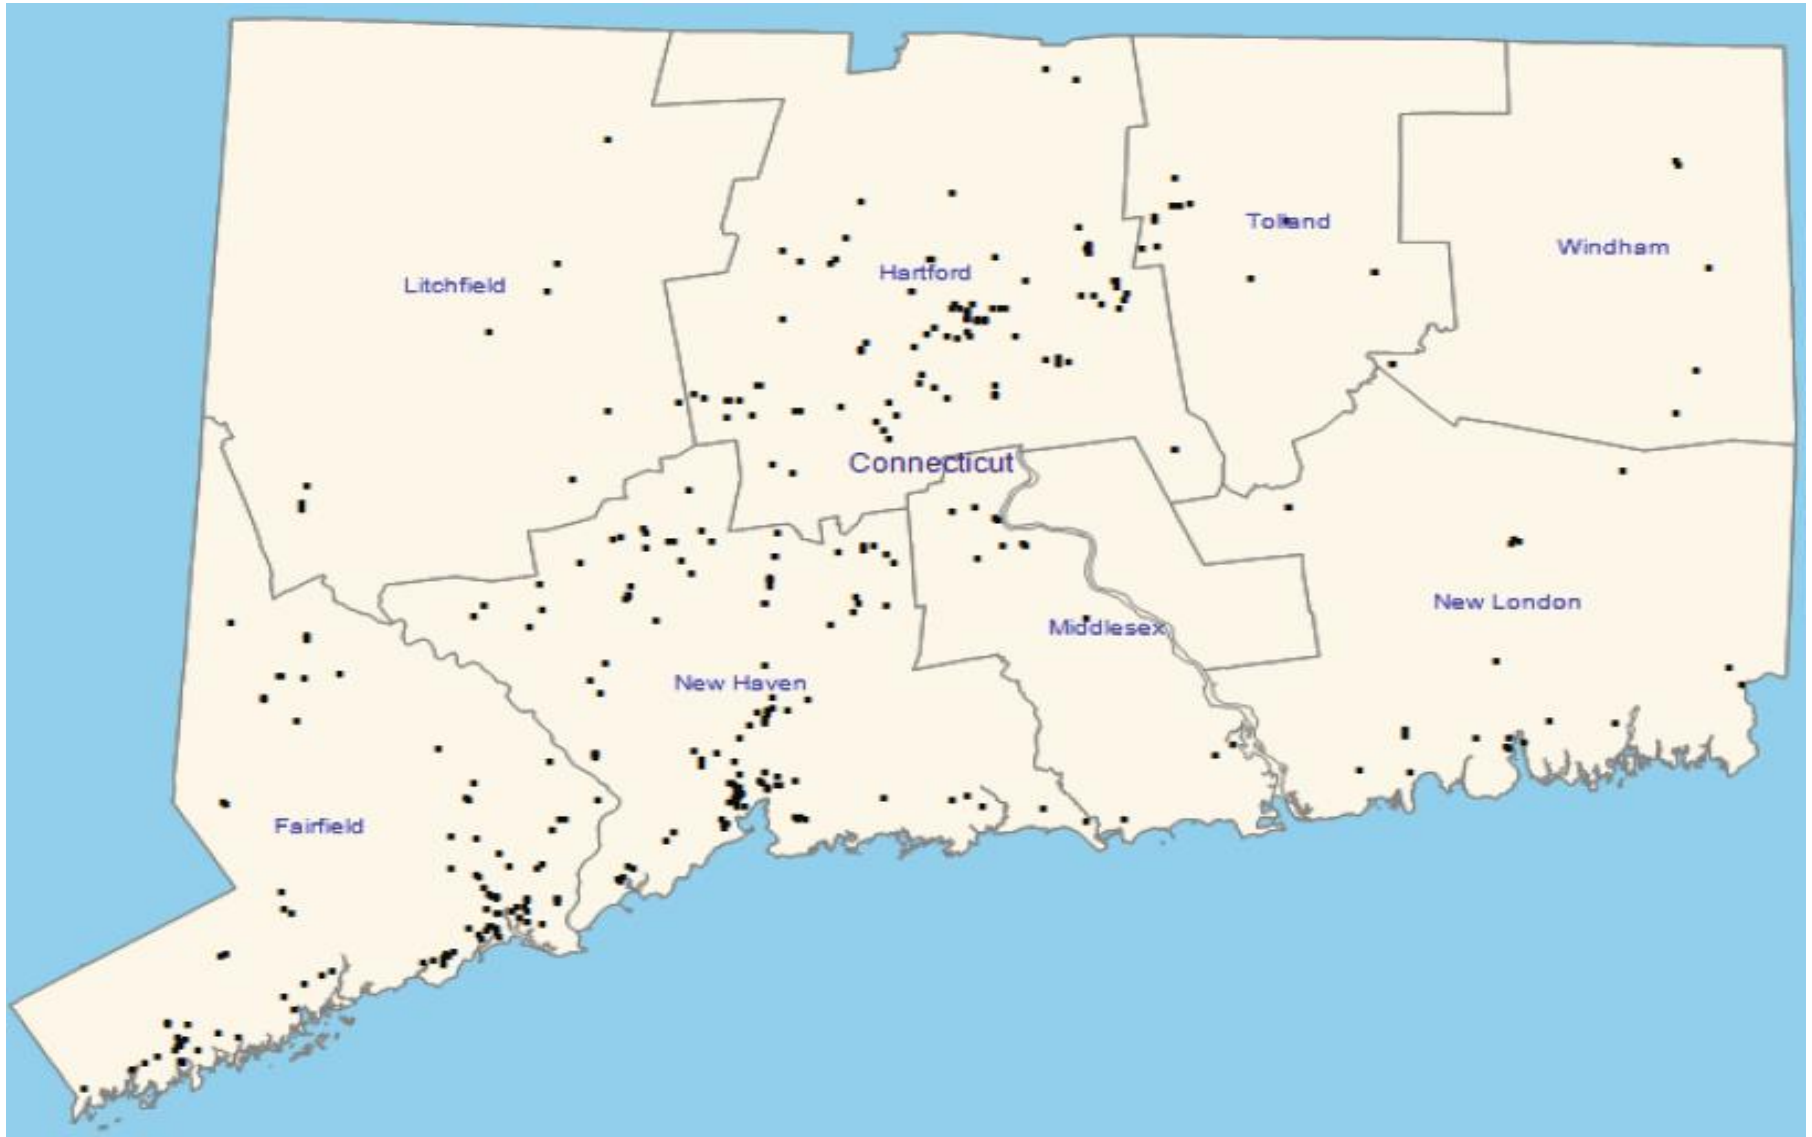 Tolland
Windham
Hartford
Litchfield
Connecticut
New London
Middlesex
New Haven
Fairfield